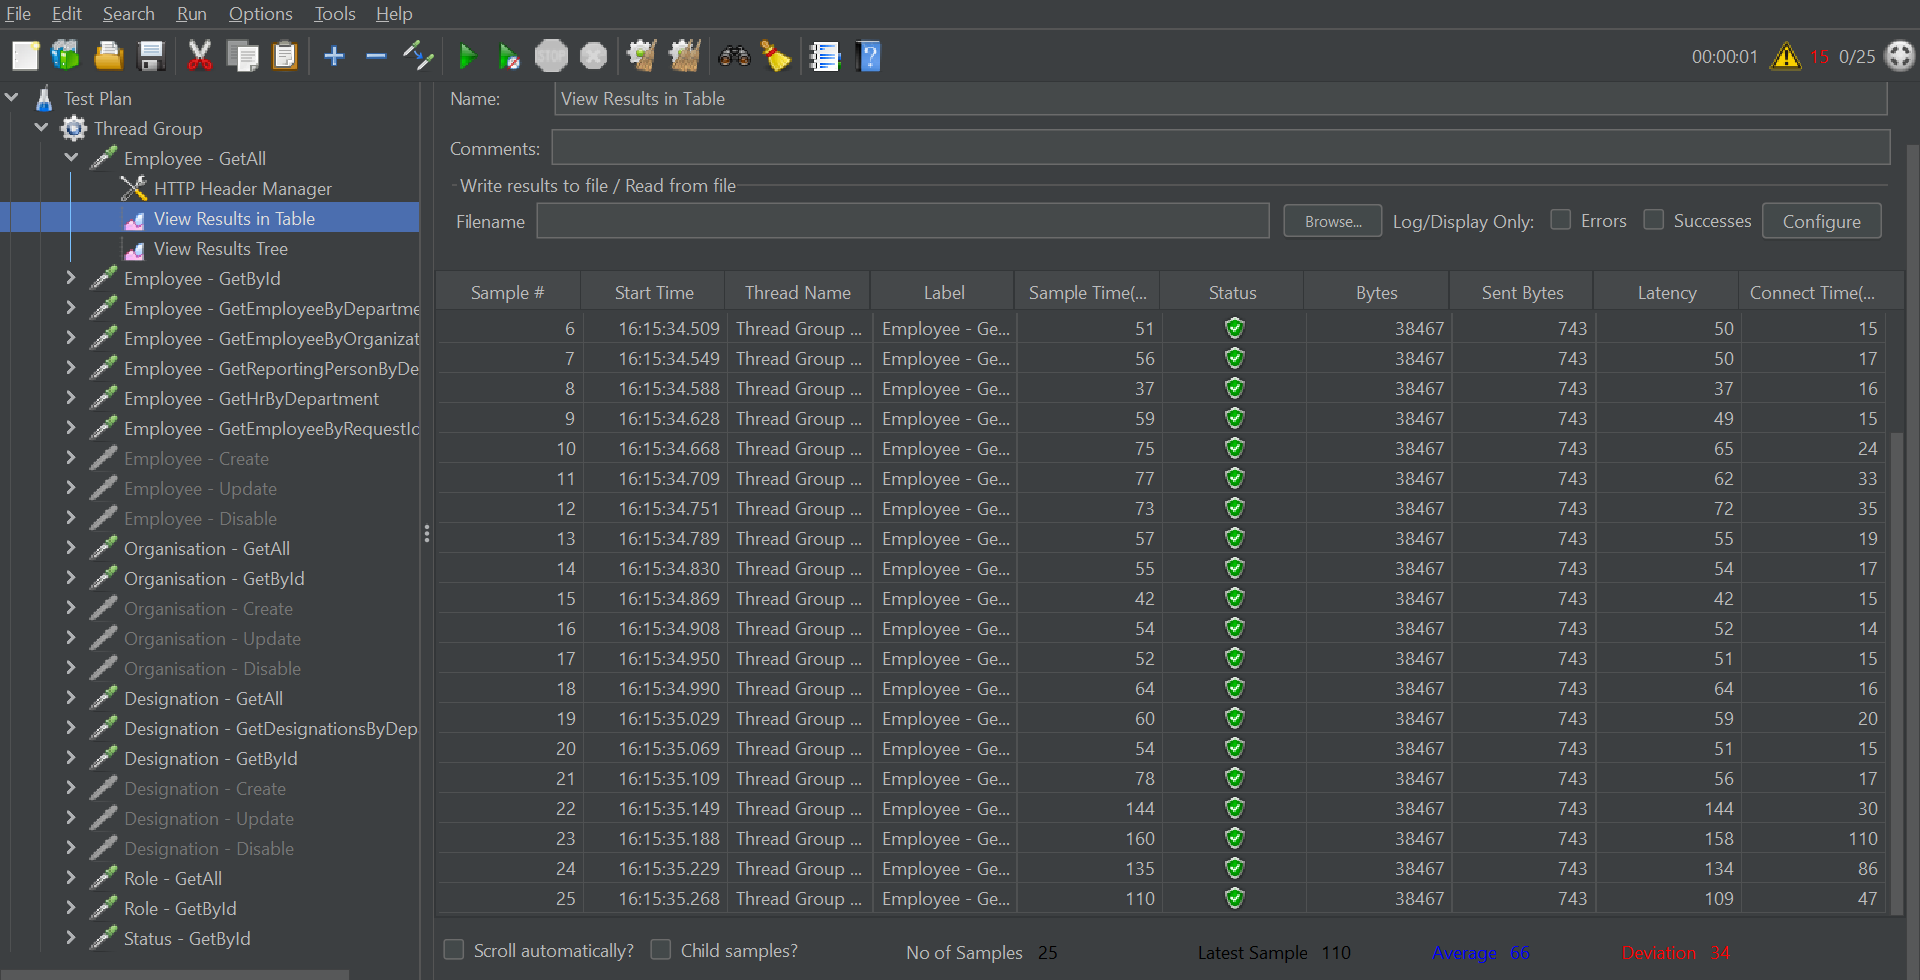 File Edit Search Run Options Tools Help
STOP
00:00:01 15 0/25
Test Plan
Thread Group
Employee - GetAll
HTTP Header Manager
View Results in Table
View Results Tree
Employee - GetById
Employee - GetEmployeeByDepartme
Employee - GetEmployeeByOrganizat
Employee - GetReportingPersonByDe
Employee - GetHrByDepartment
Employee - GetEmployeeByRequestId
Employee - Create
Employee - Update
Employee - Disable
Organisation - GetAll
Organisation - GetById
Organisation - Create
Organisation - Update
Organisation - Disable
Designation - GetAll
Designation - GetDesignationsByDep
Designation - GetById
Designation - Create
Designation - Update
Designation - Disable
Role - GetAll
Role - GetById
Status - GetById
Name: View Results in Table
Comments:
Write results to file / Read from file
Filename Browse... Log/Display Only: Errors Successes Configure
Sample # Start Time Thread Name Label Sample Time(... Status Bytes Sent Bytes Latency Connect Time(...
6 16:15:34.509 Thread Group ... Employee - Ge... 51 38467 743 50 15
7 16:15:34.549 Thread Group ... Employee - Ge... 56 38467 743 50 17
8 16:15:34.588 Thread Group ... Employee - Ge... 37 38467 743 37 16
9 16:15:34.628 Thread Group ... Employee - Ge... 59 38467 743 49 15
10 16:15:34.668 Thread Group ... Employee - Ge... 75 38467 743 65 24
11 16:15:34.709 Thread Group ... Employee - Ge... 77 38467 743 62 33
12 16:15:34.751 Thread Group ... Employee - Ge... 73 38467 743 72 35
13 16:15:34.789 Thread Group ... Employee - Ge... 57 38467 743 55 19
14 16:15:34.830 Thread Group ... Employee - Ge... 55 38467 743 54 17
15 16:15:34.869 Thread Group ... Employee - Ge... 42 38467 743 42 15
16 16:15:34.908 Thread Group ... Employee - Ge... 54 38467 743 52 14
17 16:15:34.950 Thread Group ... Employee - Ge... 52 38467 743 51 15
18 16:15:34.990 Thread Group ... Employee - Ge... 64 38467 743 64 16
19 16:15:35.029 Thread Group ... Employee - Ge... 60 38467 743 59 20
20 16:15:35.069 Thread Group ... Employee - Ge... 54 38467 743 51 15
21 16:15:35.109 Thread Group ... Employee - Ge... 78 38467 743 56 17
22 16:15:35.149 Thread Group ... Employee - Ge... 144 38467 743 144 30
23 16:15:35.188 Thread Group ... Employee - Ge... 160 38467 743 158 110
24 16:15:35.229 Thread Group ... Employee - Ge... 135 38467 743 134 86
25 16:15:35.268 Thread Group ... Employee - Ge... 110 38467 743 109 47
Scroll automatically? Child samples? No of Samples 25 Latest Sample 110 Average 66 Deviation 34